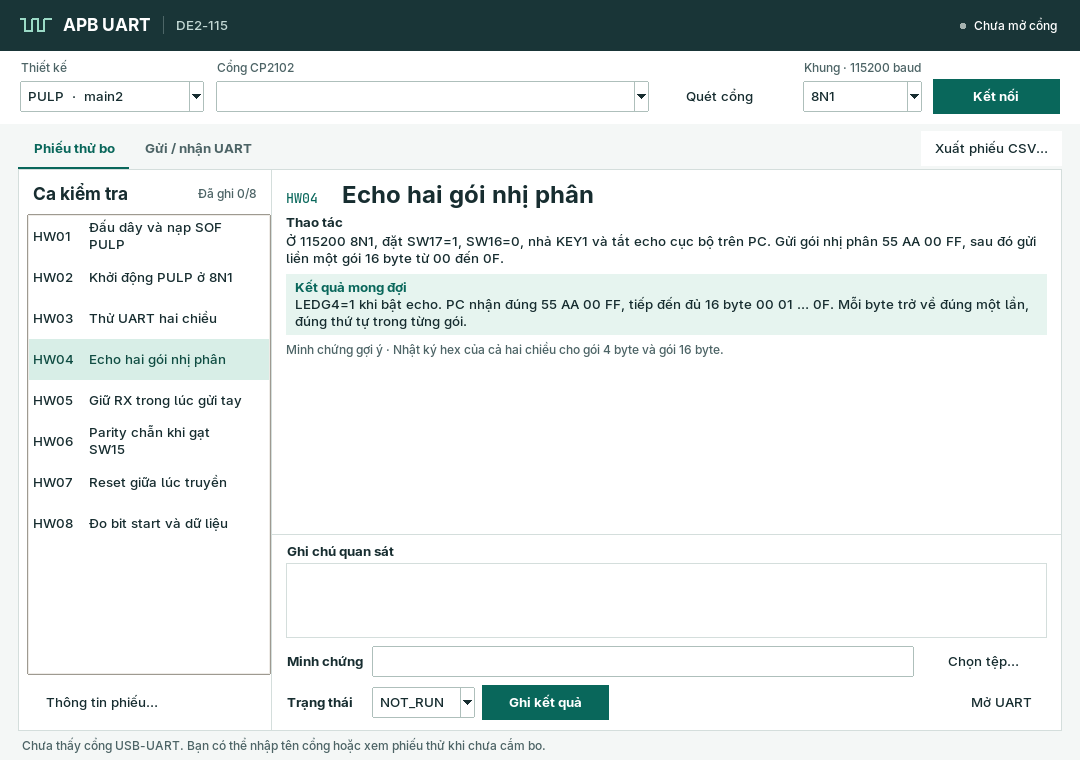 APB UART
DE2-115
Chưa mở cổng
Thiết kế
Cổng CP2102
Khung · 115200 baud
PULP · main2
Quét cổng
8N1
Kết nối
Phiếu thử bo
Gửi / nhận UART
Xuất phiếu CSV...
Ca kiểm tra
Đã ghi 0/8
HW01
Đấu dây và nạp SOF
PULP
HW02
Khởi động PULP ở 8N1
HW03
Thử UART hai chiều
HW04
Echo hai gói nhị phân
HW05
Giữ RX trong lúc gửi tay
HW06
Parity chẵn khi gạt
SW15
HW07
Reset giữa lúc truyền
HW08
Đo bit start và dữ liệu
Thông tin phiếu...
HW04
Echo hai gói nhị phân
Thao tác
Ở 115200 8N1, đặt SW17=1, SW16=0, nhả KEY1 và tắt echo cục bộ trên PC. Gửi gói nhị phân 55 AA 00 FF, sau đó gửi
liền một gói 16 byte từ 00 đến 0F.
Kết quả mong đợi
LEDG4=1 khi bật echo. PC nhận đúng 55 AA 00 FF, tiếp đến đủ 16 byte 00 01 ... 0F. Mỗi byte trở về đúng một lần,
đúng thứ tự trong từng gói.
Minh chứng gợi ý · Nhật ký hex của cả hai chiều cho gói 4 byte và gói 16 byte.
Ghi chú quan sát
Minh chứng
Chọn tệp...
Trạng thái
NOT_RUN
Ghi kết quả
Mở UART
Chưa thấy cổng USB-UART. Bạn có thể nhập tên cổng hoặc xem phiếu thử khi chưa cắm bo.